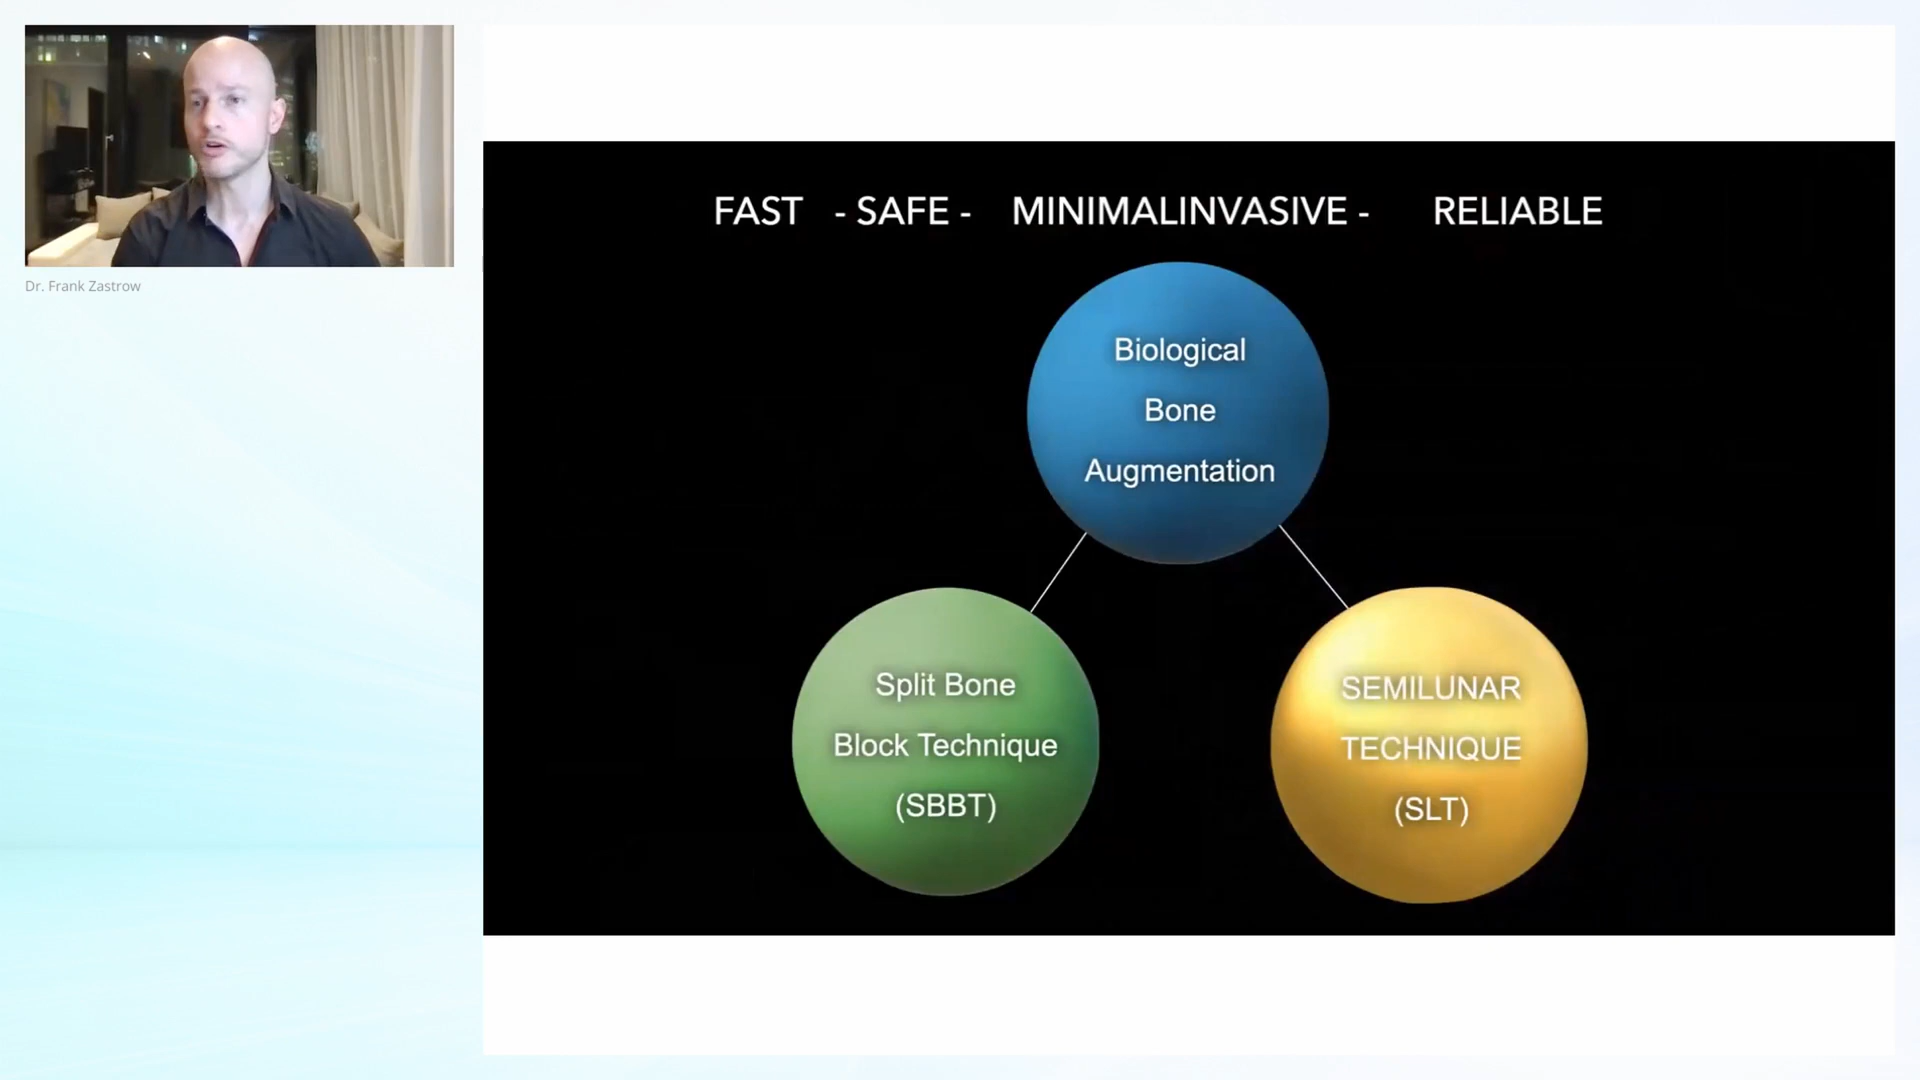 Dr. Frank Zastrow
FAST - SAFE - MINIMALINVASIVE - RELIABLE
Biological
Bone
Augmentation
Split Bone
Block Technique
(SBBT)
SEMILUNAR
TECHNIQUE
(SLT)